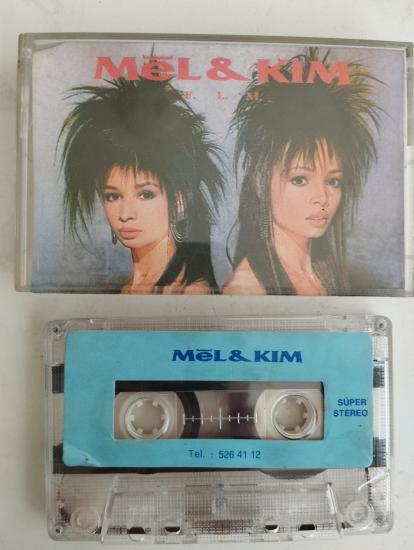 MēL & KIM
F. L. M.
MēL & KIM
SÜPER
STEREO
Tel. : 526 41 12